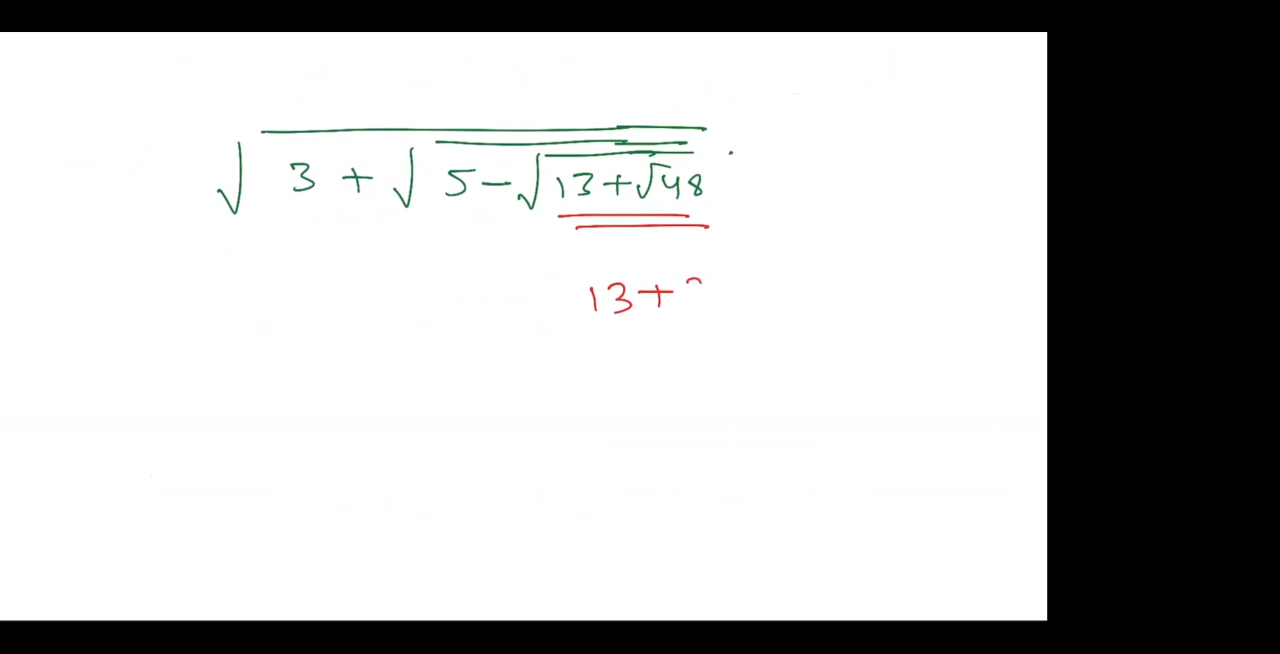 √(3 + √(5 - √(13 + √48)))
13 +